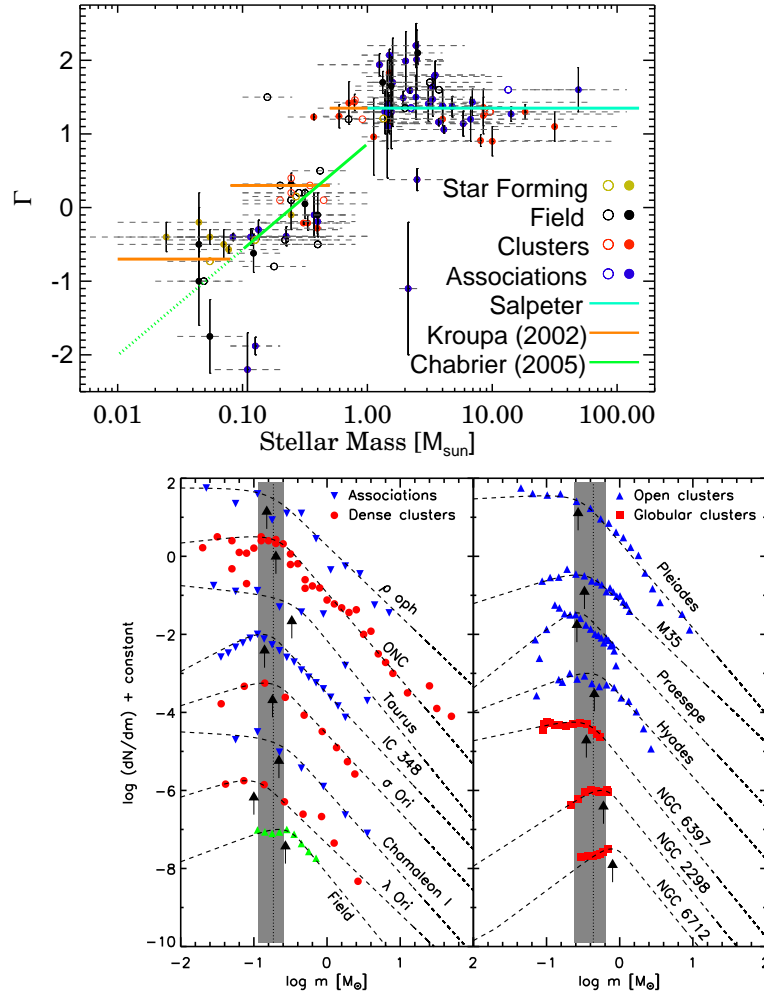 2
1
0
-1
-2
Γ
Star Forming
Field
Clusters
Associations
Salpeter
Kroupa (2002)
Chabrier (2005)
0.01 0.10 1.00 10.00 100.00
Stellar Mass [M_sun]
2
0
-2
-4
-6
-8
-10
log (dN/dm) + constant
Associations
Dense clusters
ρ oph
ONC
Taurus
IC 348
σ Ori
Chamaleon I
λ Ori
Field
-2 -1 0 1
log m [M⊙]
Open clusters
Globular clusters
Pleiades
M35
Praesepe
Hyades
NGC 6397
NGC 2298
NGC 6712
-2 -1 0 1 2
log m [M⊙]